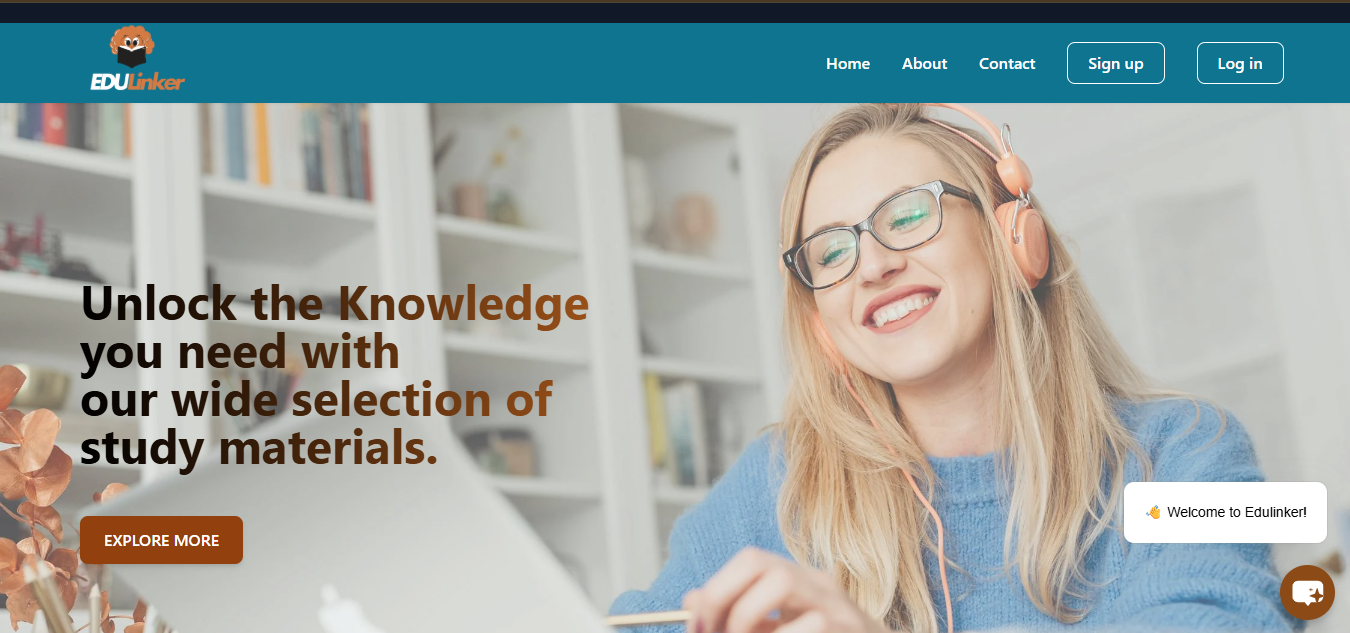 EDULinker
Home
About
Contact
Sign up
Log in
Unlock the Knowledge
you need with
our wide selection of
study materials.
EXPLORE MORE
👋 Welcome to Edulinker!